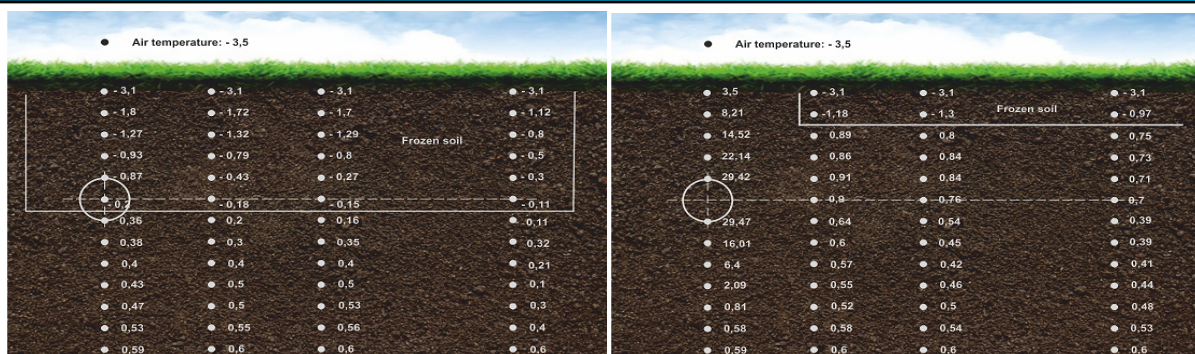 Air temperature: - 3,5
- 3,1 - 3,1 - 3,1 - 3,1
- 1,8 - 1,72 - 1,7 - 1,12
- 1,27 - 1,32 - 1,29 Frozen soil - 0,8
- 0,93 - 0,79 - 0,8 - 0,5
- 0,87 - 0,43 - 0,27 - 0,3
- 0,2 - 0,18 - 0,15 - 0,11
0,36 0,2 0,16 0,11
0,38 0,3 0,35 0,32
0,4 0,4 0,4 0,21
0,43 0,5 0,5 0,1
0,47 0,5 0,53 0,3
0,53 0,55 0,56 0,4
0,59 0,6 0,6 0,6
Air temperature: - 3,5
3,5 - 3,1 - 3,1 - 3,1
8,21 -1,18 - 1,3 Frozen soil - 0,97
14,52 0,89 0,8 0,75
22,14 0,86 0,84 0,73
29,42 0,91 0,84 0,71
0,9 0,76 0,7
29,47 0,64 0,54 0,39
16,01 0,6 0,45 0,39
6,4 0,57 0,42 0,41
2,09 0,55 0,46 0,44
0,81 0,52 0,5 0,48
0,58 0,58 0,54 0,53
0,59 0,6 0,6 0,6